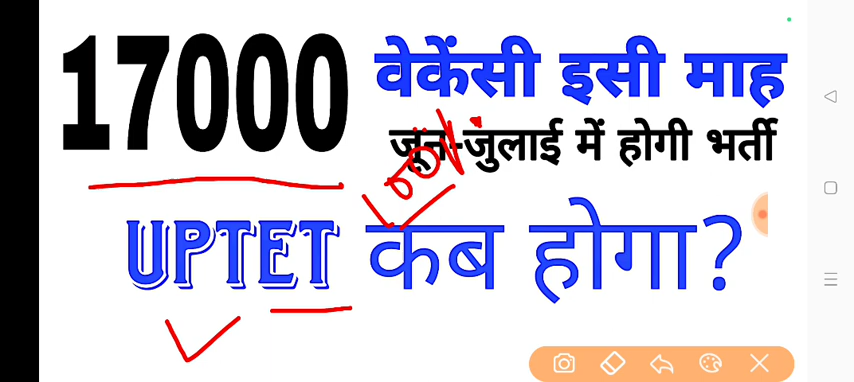 17000 वेकेंसी इसी माह
जून-जुलाई में होगी भर्ती
UPTET कब होगा?